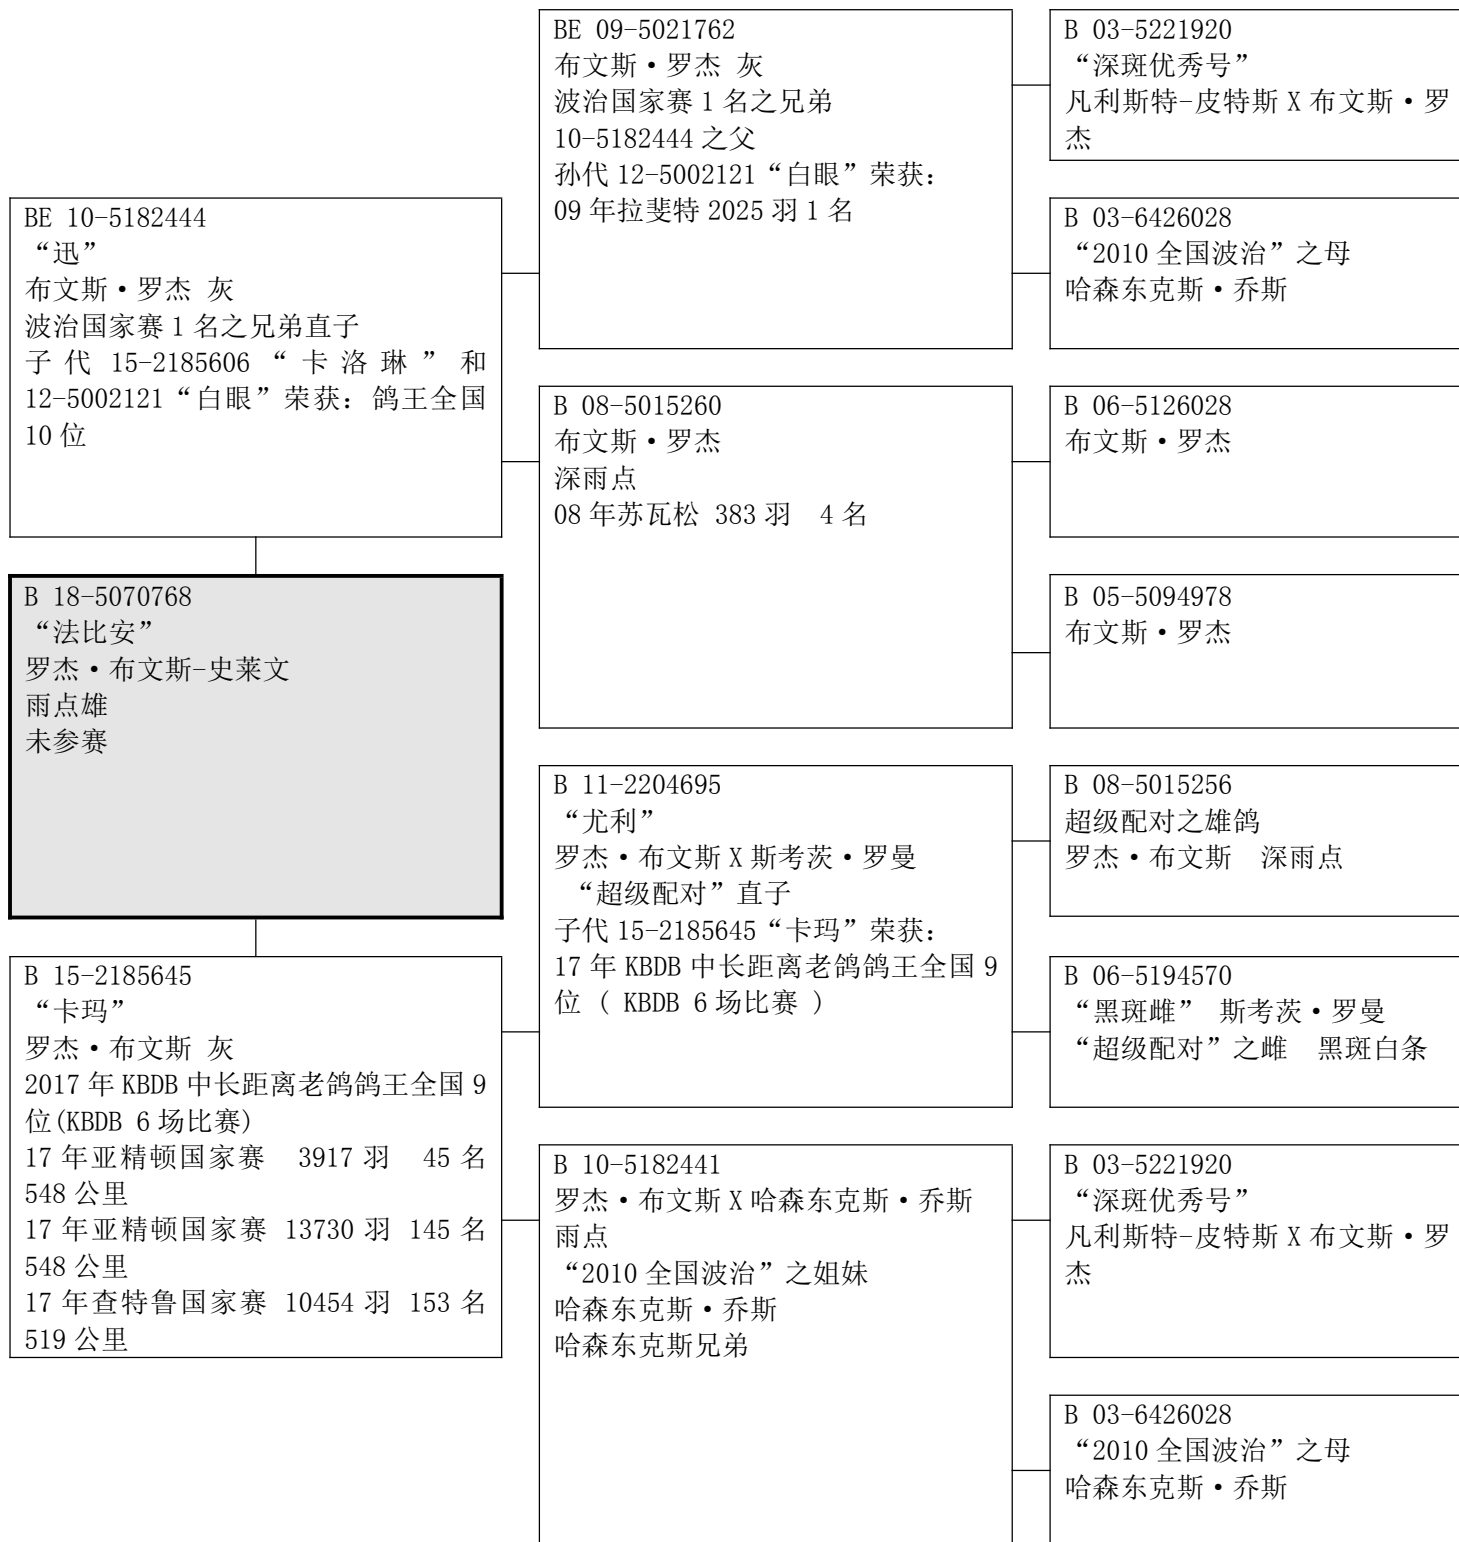 BE 10-5182444
“迅”
布文斯·罗杰 灰
波治国家赛 1 名之兄弟直子
子代 15-2185606 “卡洛琳” 和
12-5002121“白眼”荣获: 鸽王全国
10 位
B 18-5070768
“法比安”
罗杰·布文斯-史莱文
雨点雄
未参赛
B 15-2185645
“卡玛”
罗杰·布文斯 灰
2017 年 KBDB 中长距离老鸽鸽王全国 9
位(KBDB 6 场比赛)
17 年亚精顿国家赛 3917 羽 45 名
548 公里
17 年亚精顿国家赛 13730 羽 145 名
548 公里
17 年查特鲁国家赛 10454 羽 153 名
519 公里
BE 09-5021762
布文斯·罗杰 灰
波治国家赛 1 名之兄弟
10-5182444 之父
孙代 12-5002121“白眼”荣获:
09 年拉斐特 2025 羽 1 名
B 08-5015260
布文斯·罗杰
深雨点
08 年苏瓦松 383 羽 4 名
B 11-2204695
“尤利”
罗杰·布文斯 X 斯考茨·罗曼
“超级配对”直子
子代 15-2185645“卡玛”荣获:
17 年 KBDB 中长距离老鸽鸽王全国 9
位 ( KBDB 6 场比赛 )
B 10-5182441
罗杰·布文斯 X 哈森东克斯·乔斯
雨点
“2010 全国波治”之姐妹
哈森东克斯·乔斯
哈森东克斯兄弟
B 03-5221920
“深斑优秀号”
凡利斯特-皮特斯 X 布文斯·罗
杰
B 03-6426028
“2010 全国波治”之母
哈森东克斯·乔斯
B 06-5126028
布文斯·罗杰
B 05-5094978
布文斯·罗杰
B 08-5015256
超级配对之雄鸽
罗杰·布文斯 深雨点
B 06-5194570
“黑斑雌” 斯考茨·罗曼
“超级配对”之雌 黑斑白条
B 03-5221920
“深斑优秀号”
凡利斯特-皮特斯 X 布文斯·罗
杰
B 03-6426028
“2010 全国波治”之母
哈森东克斯·乔斯